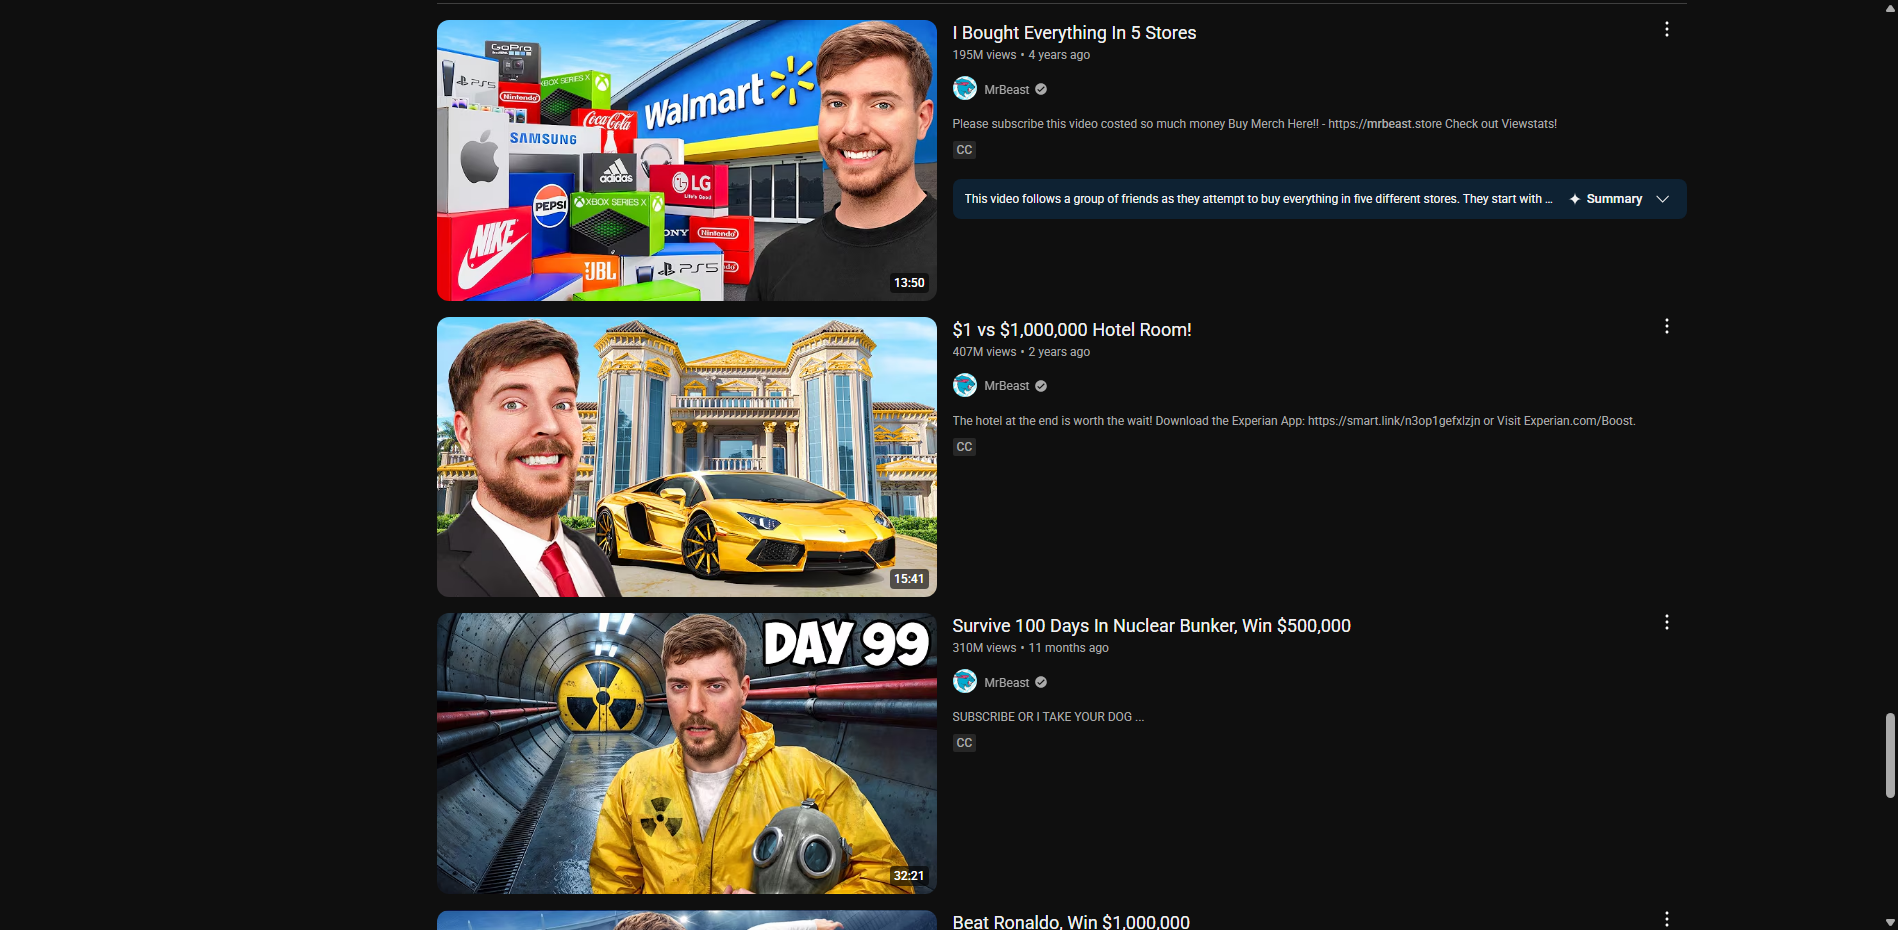 GoPro
PS5
XBOX SERIES X
Nintendo
Coca-Cola
SAMSUNG
Walmart
adidas
LG
Life's Good
PEPSI
XBOX SERIES X
NIKE
SONY
Nintendo
JBL
PS5
13:50
I Bought Everything In 5 Stores
195M views • 4 years ago
MrBeast
Please subscribe this video costed so much money Buy Merch Here!! - https://mrbeast.store Check out Viewstats!
CC
This video follows a group of friends as they attempt to buy everything in five different stores. They start with ...
Summary
15:41
$1 vs $1,000,000 Hotel Room!
407M views • 2 years ago
MrBeast
The hotel at the end is worth the wait! Download the Experian App: https://smart.link/n3op1gefxlzjn or Visit Experian.com/Boost.
CC
DAY 99
32:21
Survive 100 Days In Nuclear Bunker, Win $500,000
310M views • 11 months ago
MrBeast
SUBSCRIBE OR I TAKE YOUR DOG ...
CC
Beat Ronaldo, Win $1,000,000